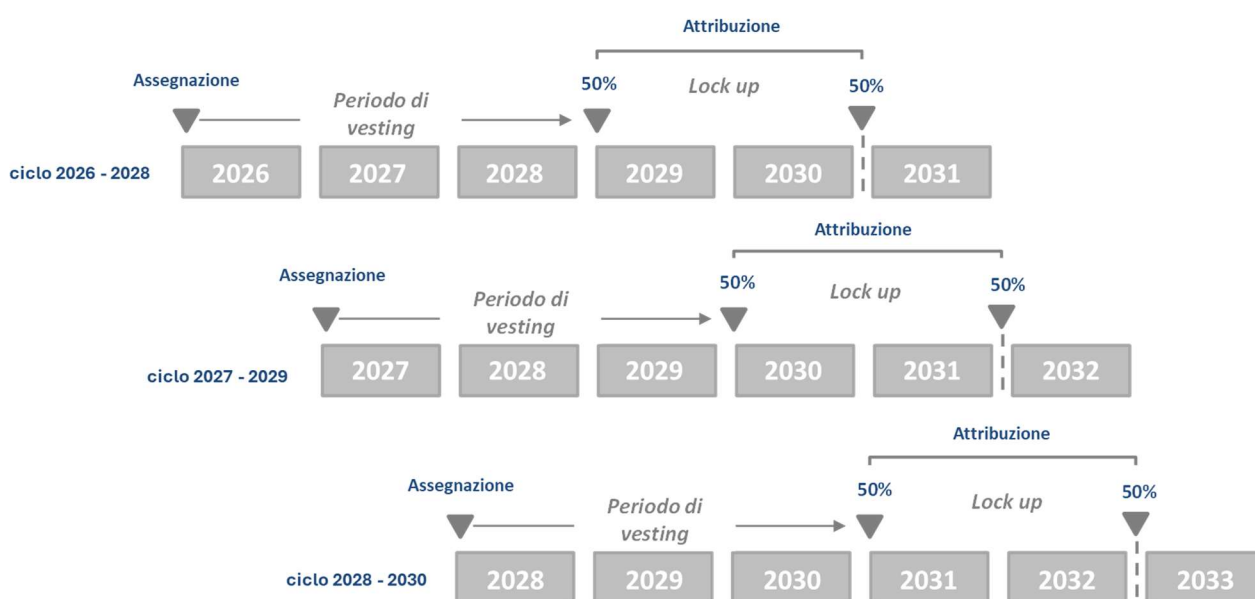 Attribuzione
Assegnazione
50%
Lock up
50%
Periodo di
vesting
ciclo 2026 - 2028
2026
2027
2028
2029
2030
2031
Attribuzione
Assegnazione
50%
Lock up
50%
Periodo di
vesting
ciclo 2027 - 2029
2027
2028
2029
2030
2031
2032
Attribuzione
Assegnazione
50%
Lock up
50%
Periodo di
vesting
ciclo 2028 - 2030
2028
2029
2030
2031
2032
2033